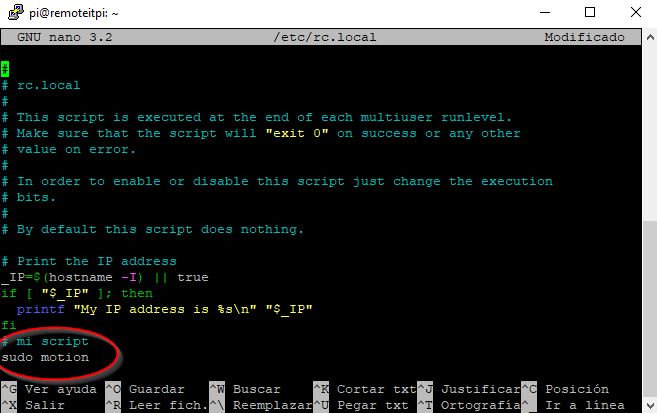 pi@remoteitpi: ~
GNU nano 3.2 /etc/rc.local Modificado
#
# rc.local
#
# This script is executed at the end of each multiuser runlevel.
# Make sure that the script will "exit 0" on success or any other
# value on error.
#
# In order to enable or disable this script just change the execution
# bits.
#
# By default this script does nothing.
# Print the IP address
_IP=$(hostname -I) || true
if [ "$_IP" ]; then
printf "My IP address is %s\n" "$_IP"
fi
# mi script
sudo motion
^G Ver ayuda ^O Guardar ^W Buscar ^K Cortar txt ^J Justificar ^C Posición
^X Salir ^R Leer fich. ^\ Reemplazar ^U Pegar txt ^T Ortografía ^_ Ir a línea